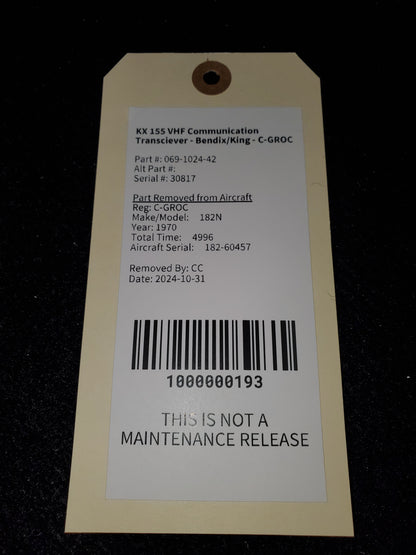 KX 155 VHF Communication
Transciever - Bendix/King - C-GROC
Part #: 069-1024-42
Alt Part #:
Serial #: 30817
Part Removed from Aircraft
Reg: C-GROC
Make/Model: 182N
Year: 1970
Total Time: 4996
Aircraft Serial: 182-60457
Removed By: CC
Date: 2024-10-31
1000000193
THIS IS NOT A
MAINTENANCE RELEASE